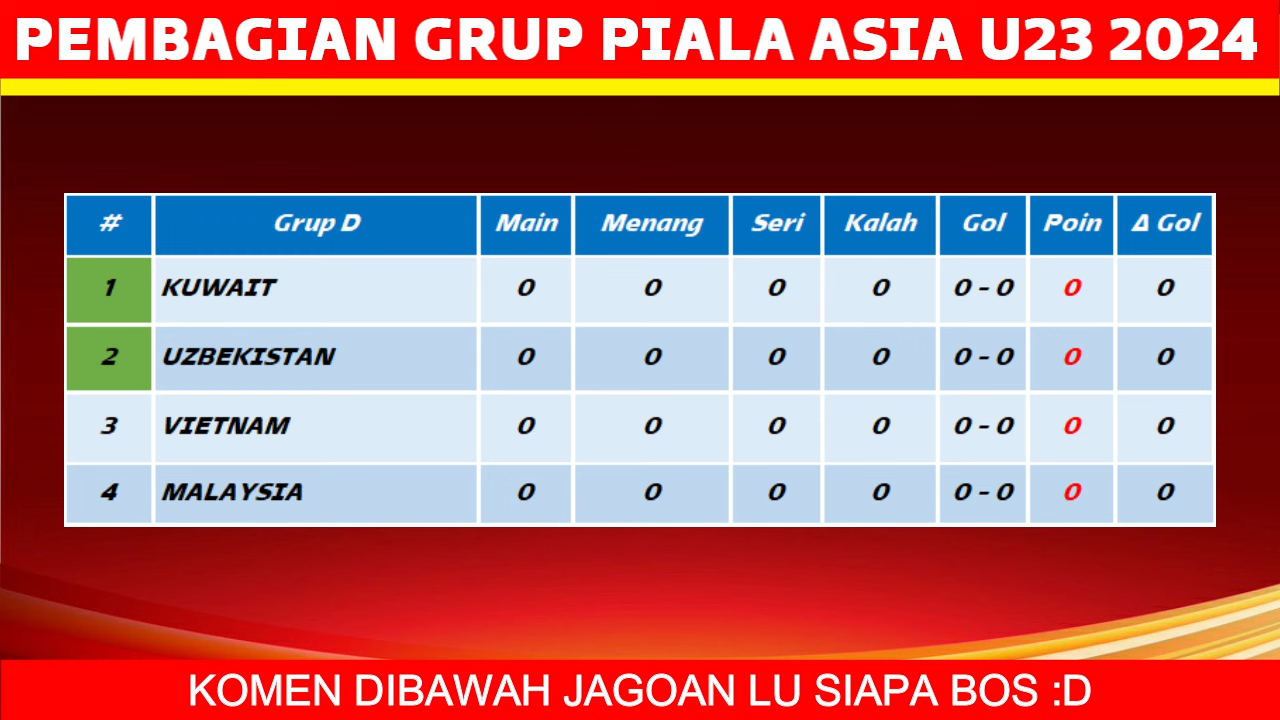 PEMBAGIAN GRUP PIALA ASIA U23 2024
# Grup D Main Menang Seri Kalah Gol Poin Δ Gol
1 KUWAIT 0 0 0 0 0 - 0 0 0
2 UZBEKISTAN 0 0 0 0 0 - 0 0 0
3 VIETNAM 0 0 0 0 0 - 0 0 0
4 MALAYSIA 0 0 0 0 0 - 0 0 0
KOMEN DIBAWAH JAGOAN LU SIAPA BOS :D